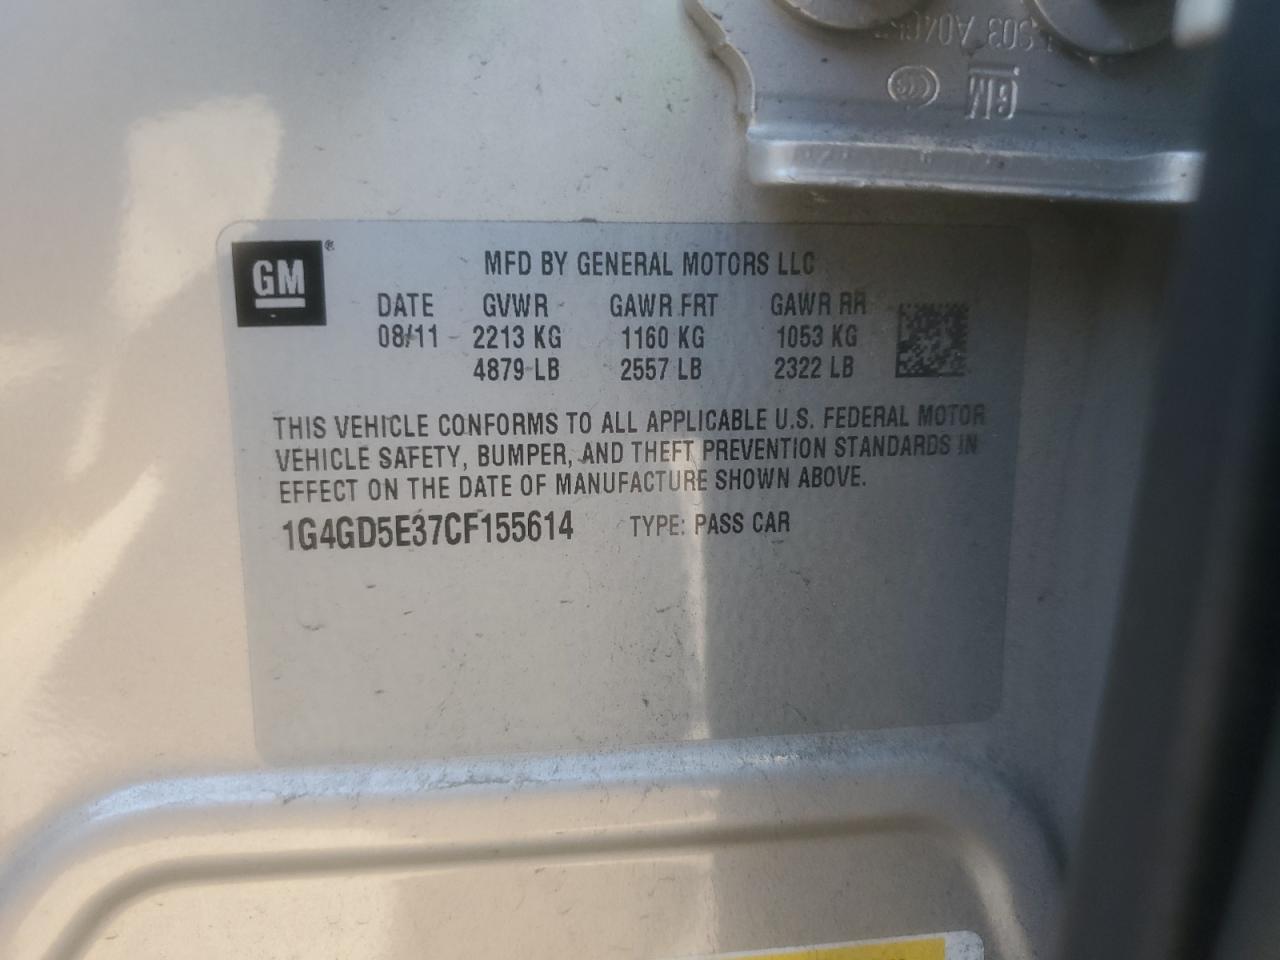 GM
GM ®
MFD BY GENERAL MOTORS LLC
DATE GVWR GAWR FRT GAWR RR
08/11 2213 KG 1160 KG 1053 KG
4879 LB 2557 LB 2322 LB
THIS VEHICLE CONFORMS TO ALL APPLICABLE U.S. FEDERAL MOTOR
VEHICLE SAFETY, BUMPER, AND THEFT PREVENTION STANDARDS IN
EFFECT ON THE DATE OF MANUFACTURE SHOWN ABOVE.
1G4GD5E37CF155614 TYPE: PASS CAR